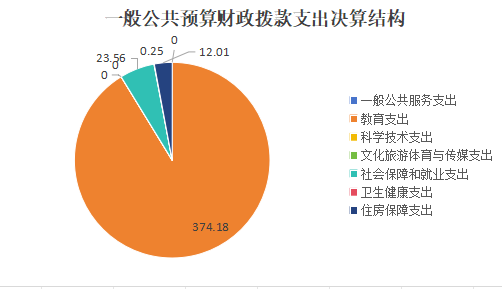 一般公共预算财政拨款支出决算结构
0
0.25
12.01
23.56
0
0
374.18
一般公共服务支出
教育支出
科学技术支出
文化旅游体育与传媒支出
社会保障和就业支出
卫生健康支出
住房保障支出